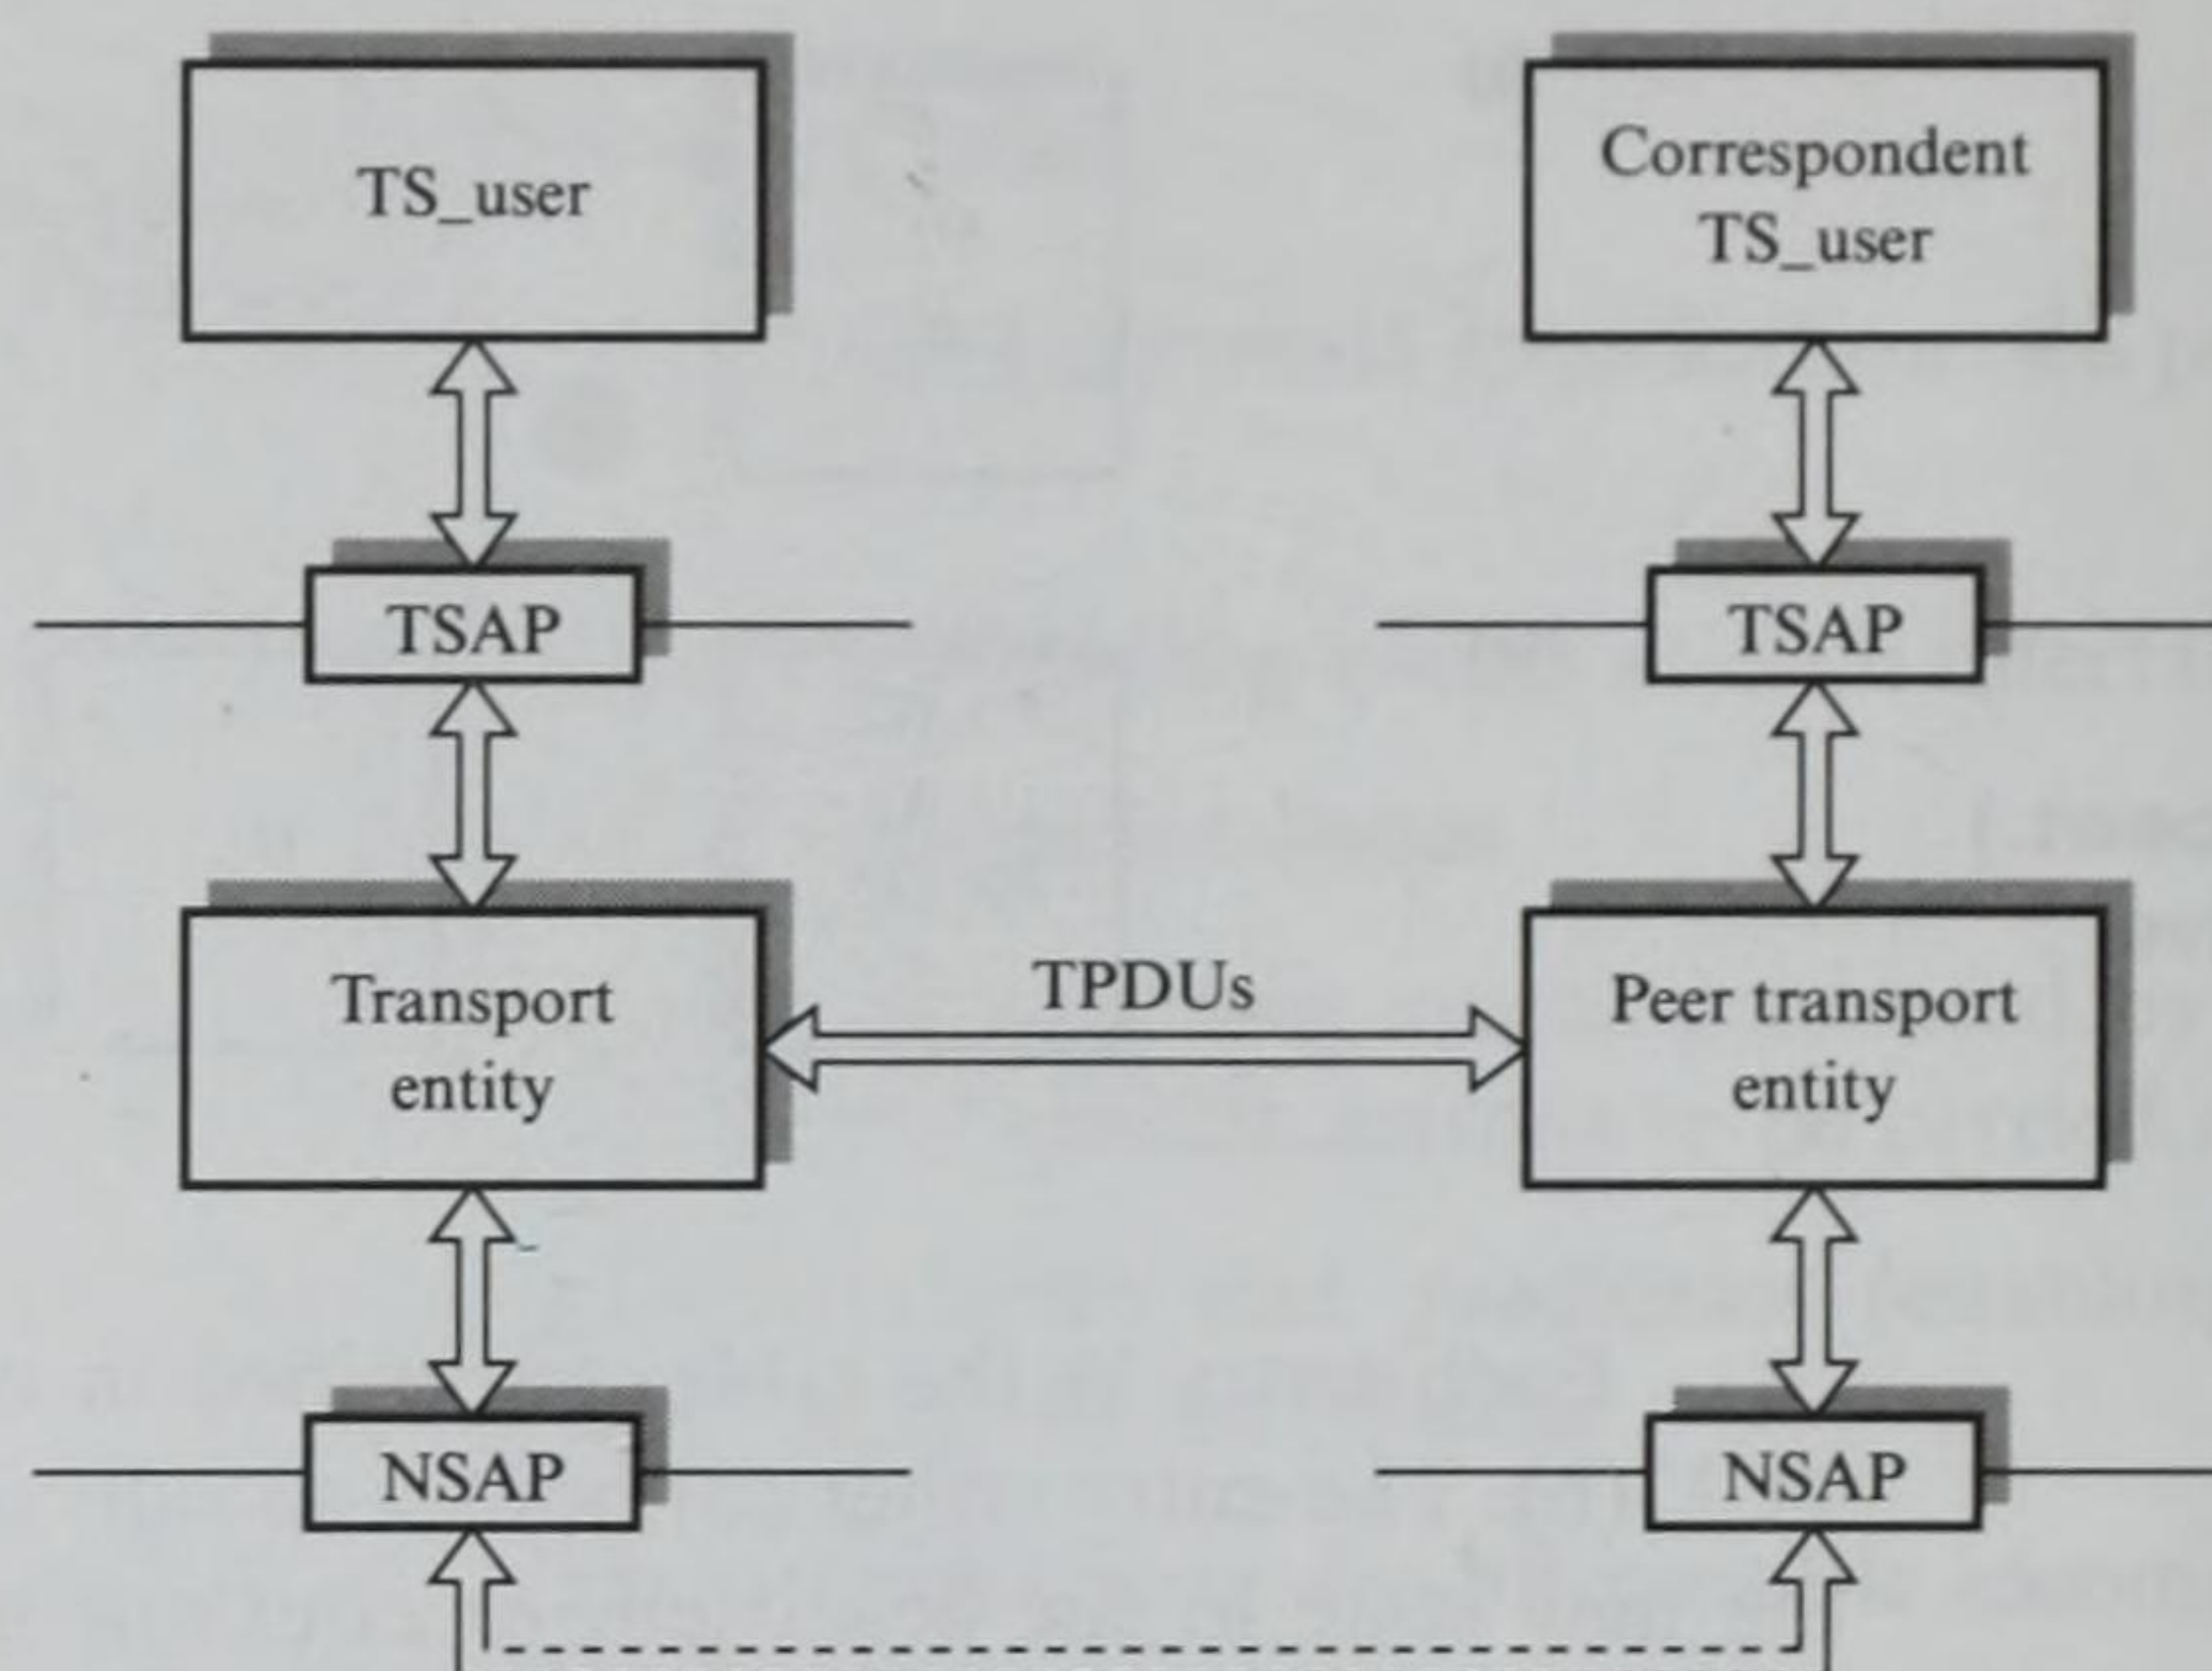 TS_user
Correspondent
TS_user
TSAP
TSAP
Transport
entity
TPDUs
Peer transport
entity
NSAP
NSAP